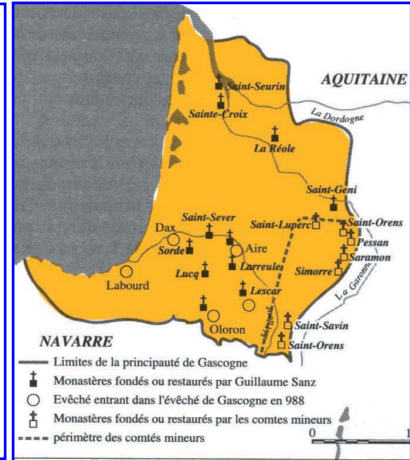 AQUITAINE
Saint-Seurin
Sainte-Croix
La Dordogne
La Réole
Saint-Geni
Saint-Sever
Saint-Luperc
Saint-Orens
Dax
Pessan
Sorde
Aire
Saramon
La Garonne
Larreules
Simorre
Labourd
Lucq
Lescar
Oloron
Saint-Savin
Saint-Orens
NAVARRE
Limites de la principauté de Gascogne
Monastères fondés ou restaurés par Guillaume Sanz
Evêché entrant dans l'évêché de Gascogne en 988
Monastères fondés ou restaurés par les comtes mineurs
périmètre des comtés mineurs
0
1